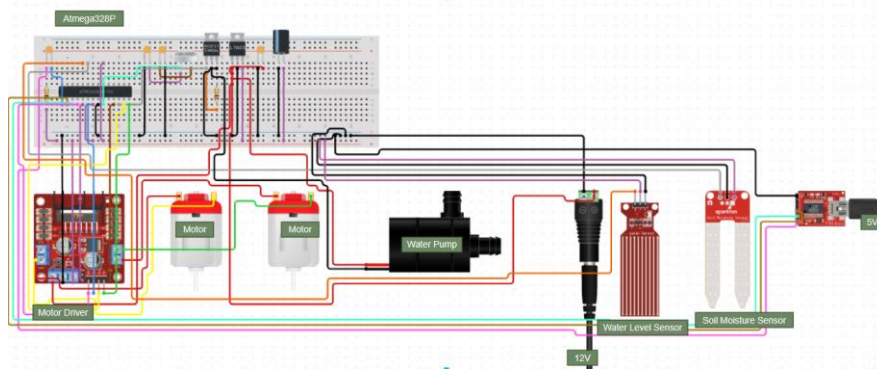 Atmega328P
Motor
Motor
Water Pump
Motor Driver
Water Level Sensor
Soil Moisture Sensor
5V
12V